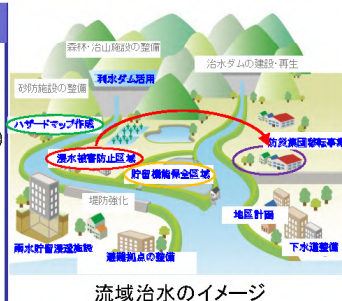 森林・治山施設の整備
治水ダムの建設・再生
利水ダム活用
砂防施設の整備
ハザードマップ作成
防災集団移転事業
浸水被害防止区域
貯留機能保全区域
堤防強化
地区計画
雨水貯留浸透施設
避難拠点の整備
下水道整備
流域治水のイメージ